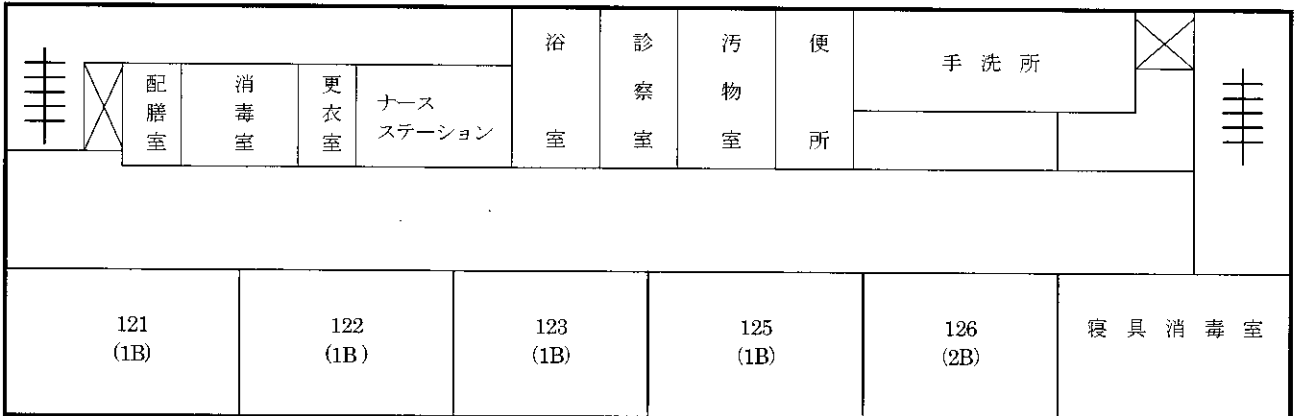 配膳室
消毒室
更衣室
ナース
ステーション
浴室
診察室
汚物室
便所
手洗所
121
(1B)
122
(1B)
123
(1B)
125
(1B)
126
(2B)
寝具消毒室